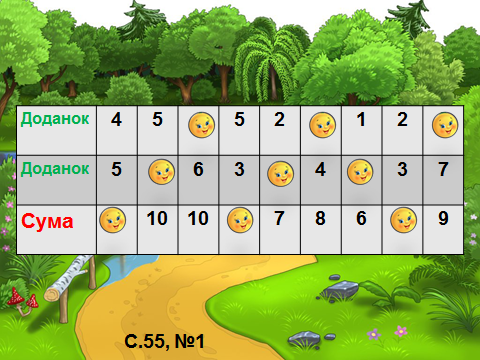 Доданок 4 5 5 2 1 2
Доданок 5 6 3 4 3 7
Сума 10 10 7 8 6 9
С.55, №1